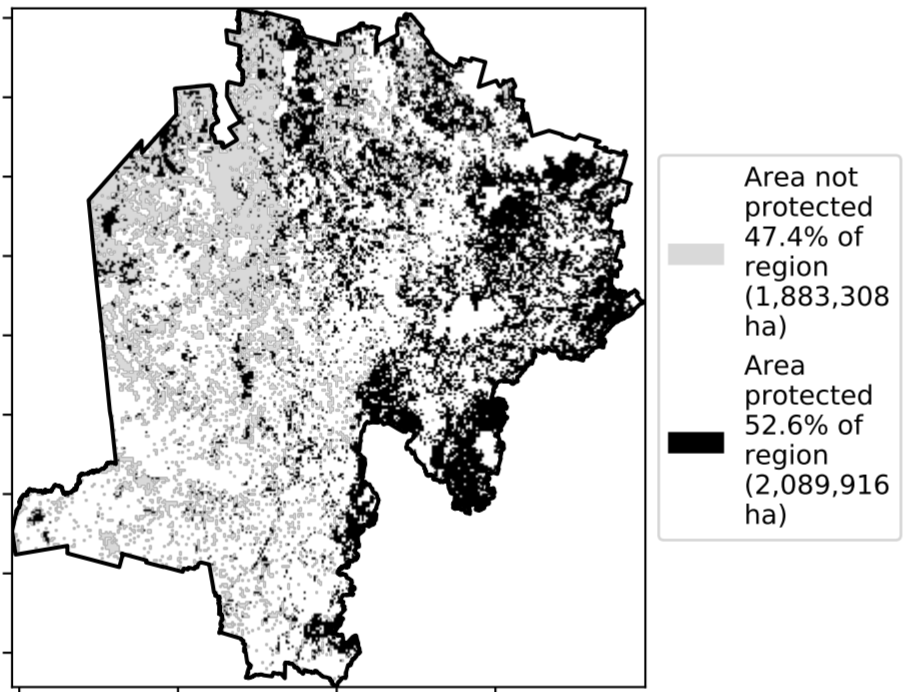 Area not
protected
47.4% of
region
(1,883,308
ha)
Area
protected
52.6% of
region
(2,089,916
ha)